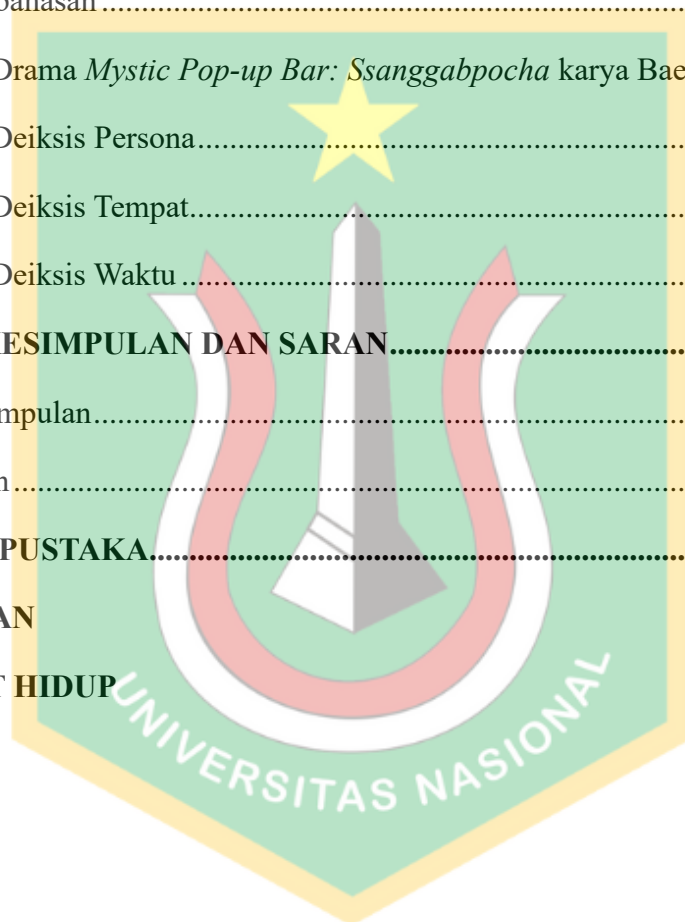 bahasan........................................................................
Drama Mystic Pop-up Bar: Ssanggabpocha karya Bae
Deiksis Persona............................................................
Deiksis Tempat.............................................................
Deiksis Waktu..............................................................
ESIMPULAN DAN SARAN....................................
mpulan..........................................................................
n....................................................................................
PUSTAKA................................................................
AN
T HIDUP
UNIVERSITAS NASIONAL